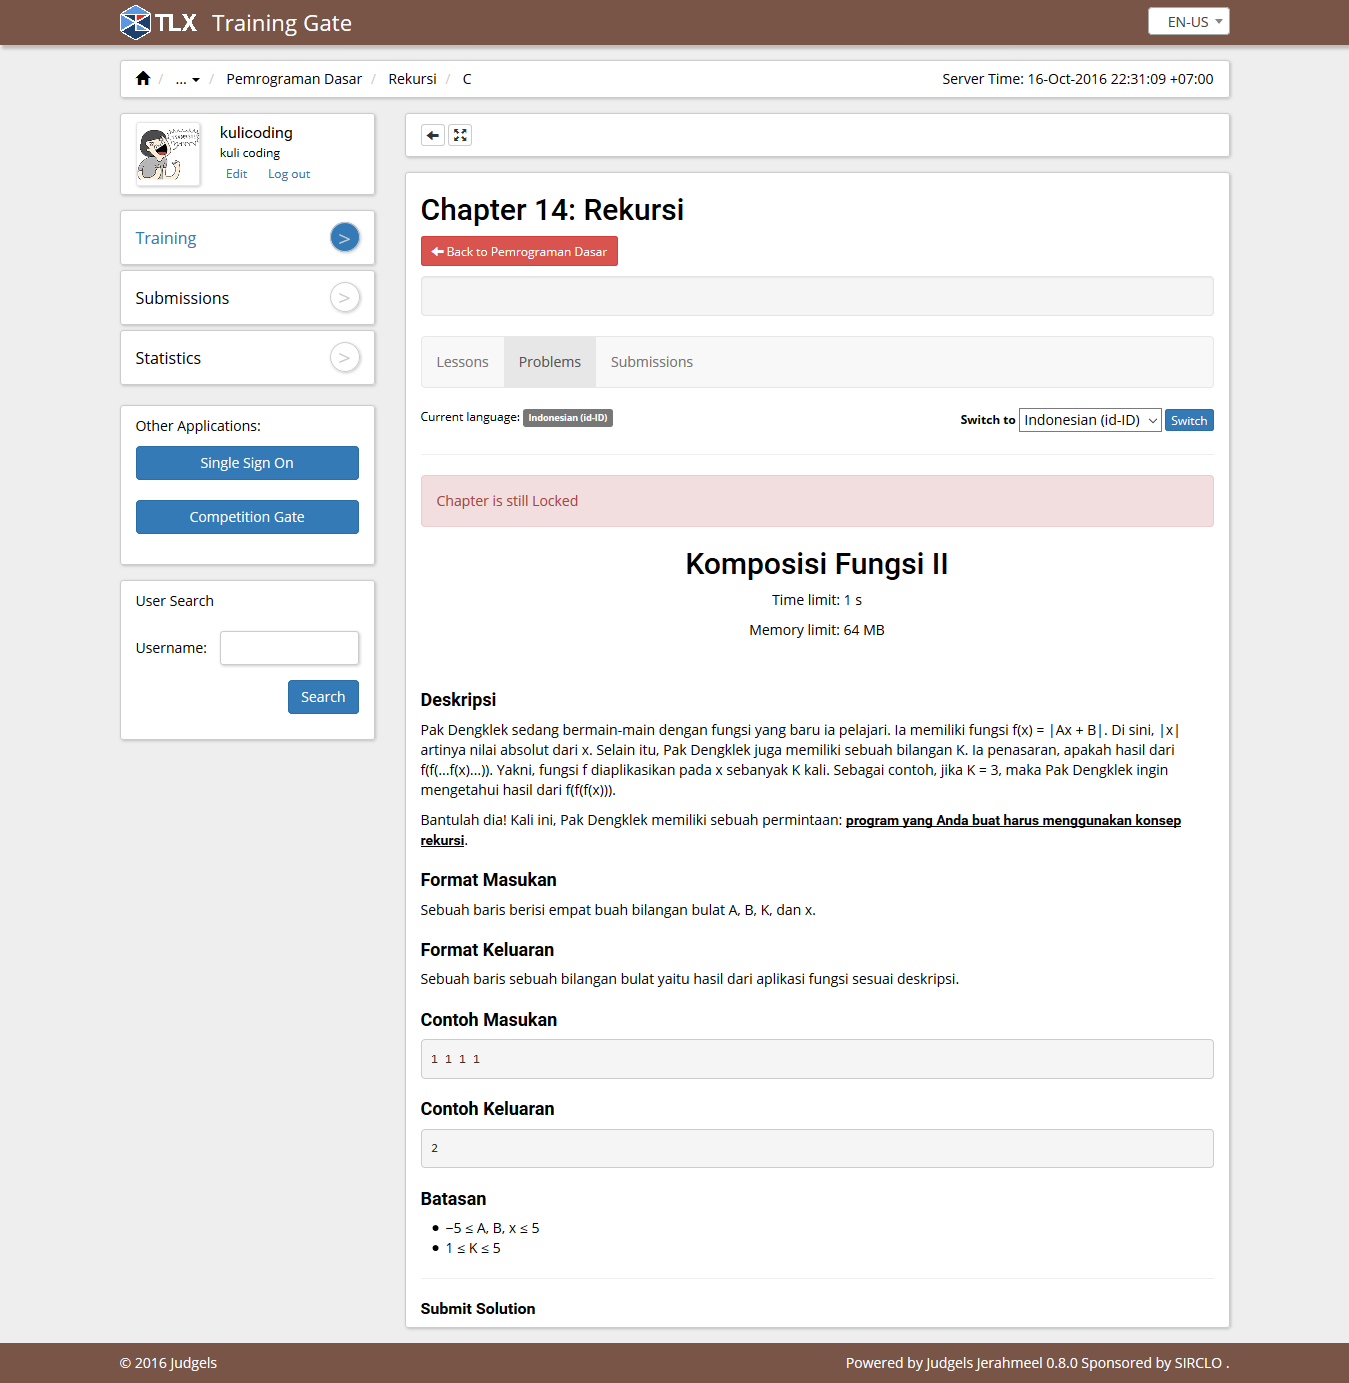 TLX Training Gate
EN-US
/ ... / Pemrograman Dasar / Rekursi / C
Server Time: 16-Oct-2016 22:31:09 +07:00
kulicoding
kuli coding
Edit Log out
Training >
Submissions >
Statistics >
Other Applications:
Single Sign On
Competition Gate
User Search
Username:
Search
Chapter 14: Rekursi
Back to Pemrograman Dasar
Lessons Problems Submissions
Current language: Indonesian (id-ID)
Switch to Indonesian (id-ID) Switch
Chapter is still Locked
Komposisi Fungsi II
Time limit: 1 s
Memory limit: 64 MB
Deskripsi
Pak Dengklek sedang bermain-main dengan fungsi yang baru ia pelajari. Ia memiliki fungsi f(x) = |Ax + B|. Di sini, |x|
artinya nilai absolut dari x. Selain itu, Pak Dengklek juga memiliki sebuah bilangan K. Ia penasaran, apakah hasil dari
f(f(...f(x)...)). Yakni, fungsi f diaplikasikan pada x sebanyak K kali. Sebagai contoh, jika K = 3, maka Pak Dengklek ingin
mengetahui hasil dari f(f(f(x))).
Bantulah dia! Kali ini, Pak Dengklek memiliki sebuah permintaan: program yang Anda buat harus menggunakan konsep
rekursi.
Format Masukan
Sebuah baris berisi empat buah bilangan bulat A, B, K, dan x.
Format Keluaran
Sebuah baris sebuah bilangan bulat yaitu hasil dari aplikasi fungsi sesuai deskripsi.
Contoh Masukan
1 1 1 1
Contoh Keluaran
2
Batasan
• −5 ≤ A, B, x ≤ 5
• 1 ≤ K ≤ 5
Submit Solution
© 2016 Judgels
Powered by Judgels Jerahmeel 0.8.0 Sponsored by SIRCLO .